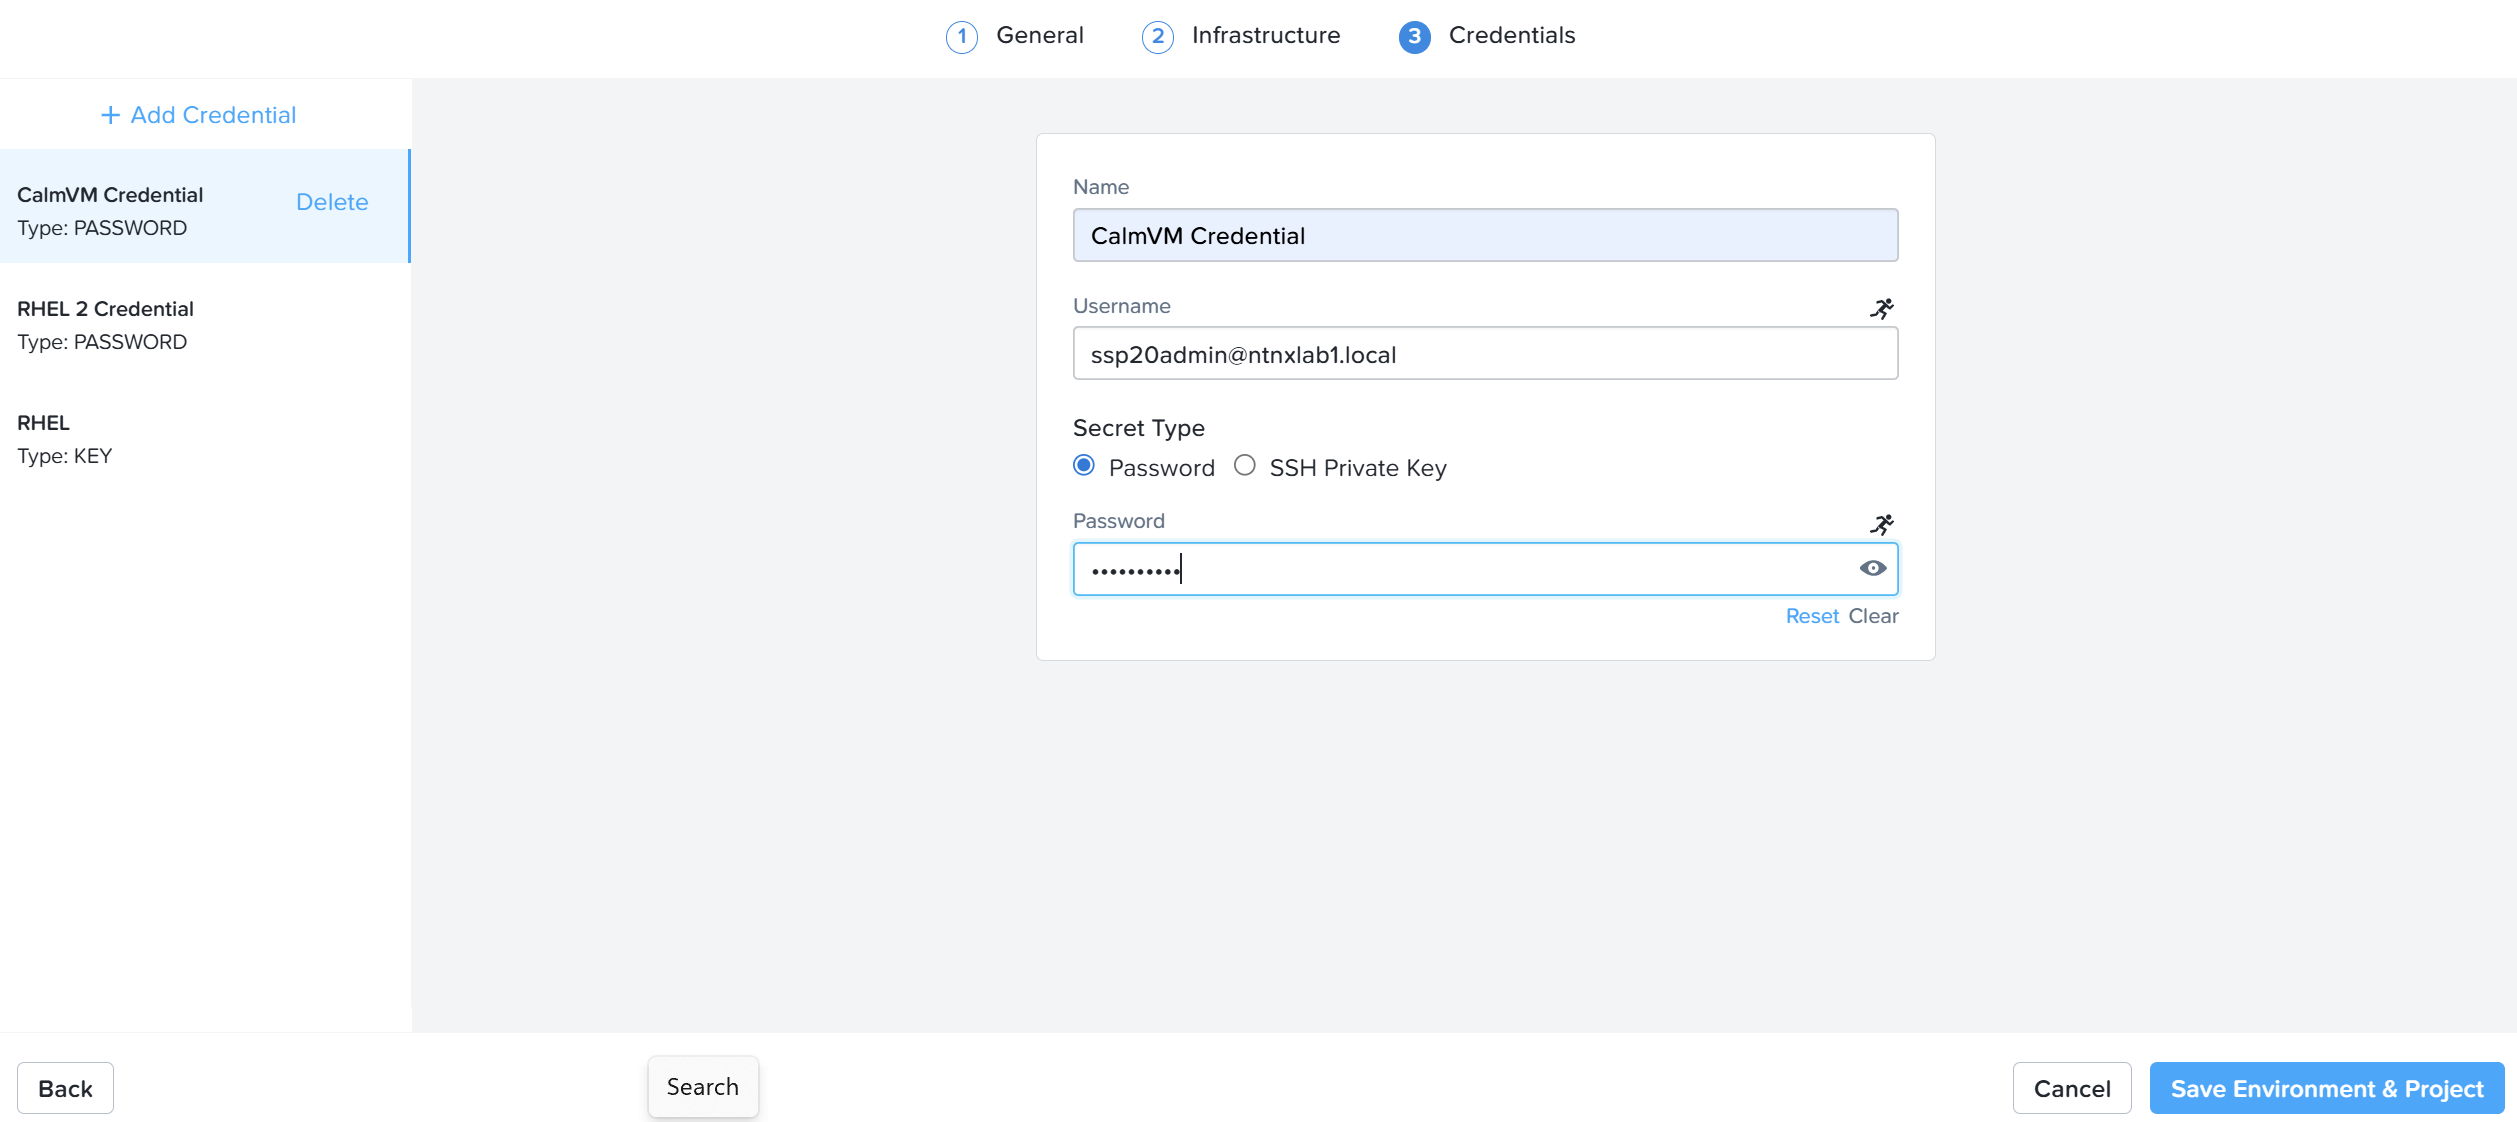 1 General 2 Infrastructure 3 Credentials
+ Add Credential
CalmVM Credential
Delete
Type: PASSWORD
RHEL 2 Credential
Type: PASSWORD
RHEL
Type: KEY
Name
CalmVM Credential
Username
ssp20admin@ntnxlab1.local
Secret Type
Password SSH Private Key
Password
••••••••••
Reset Clear
Back
Search
Cancel
Save Environment & Project